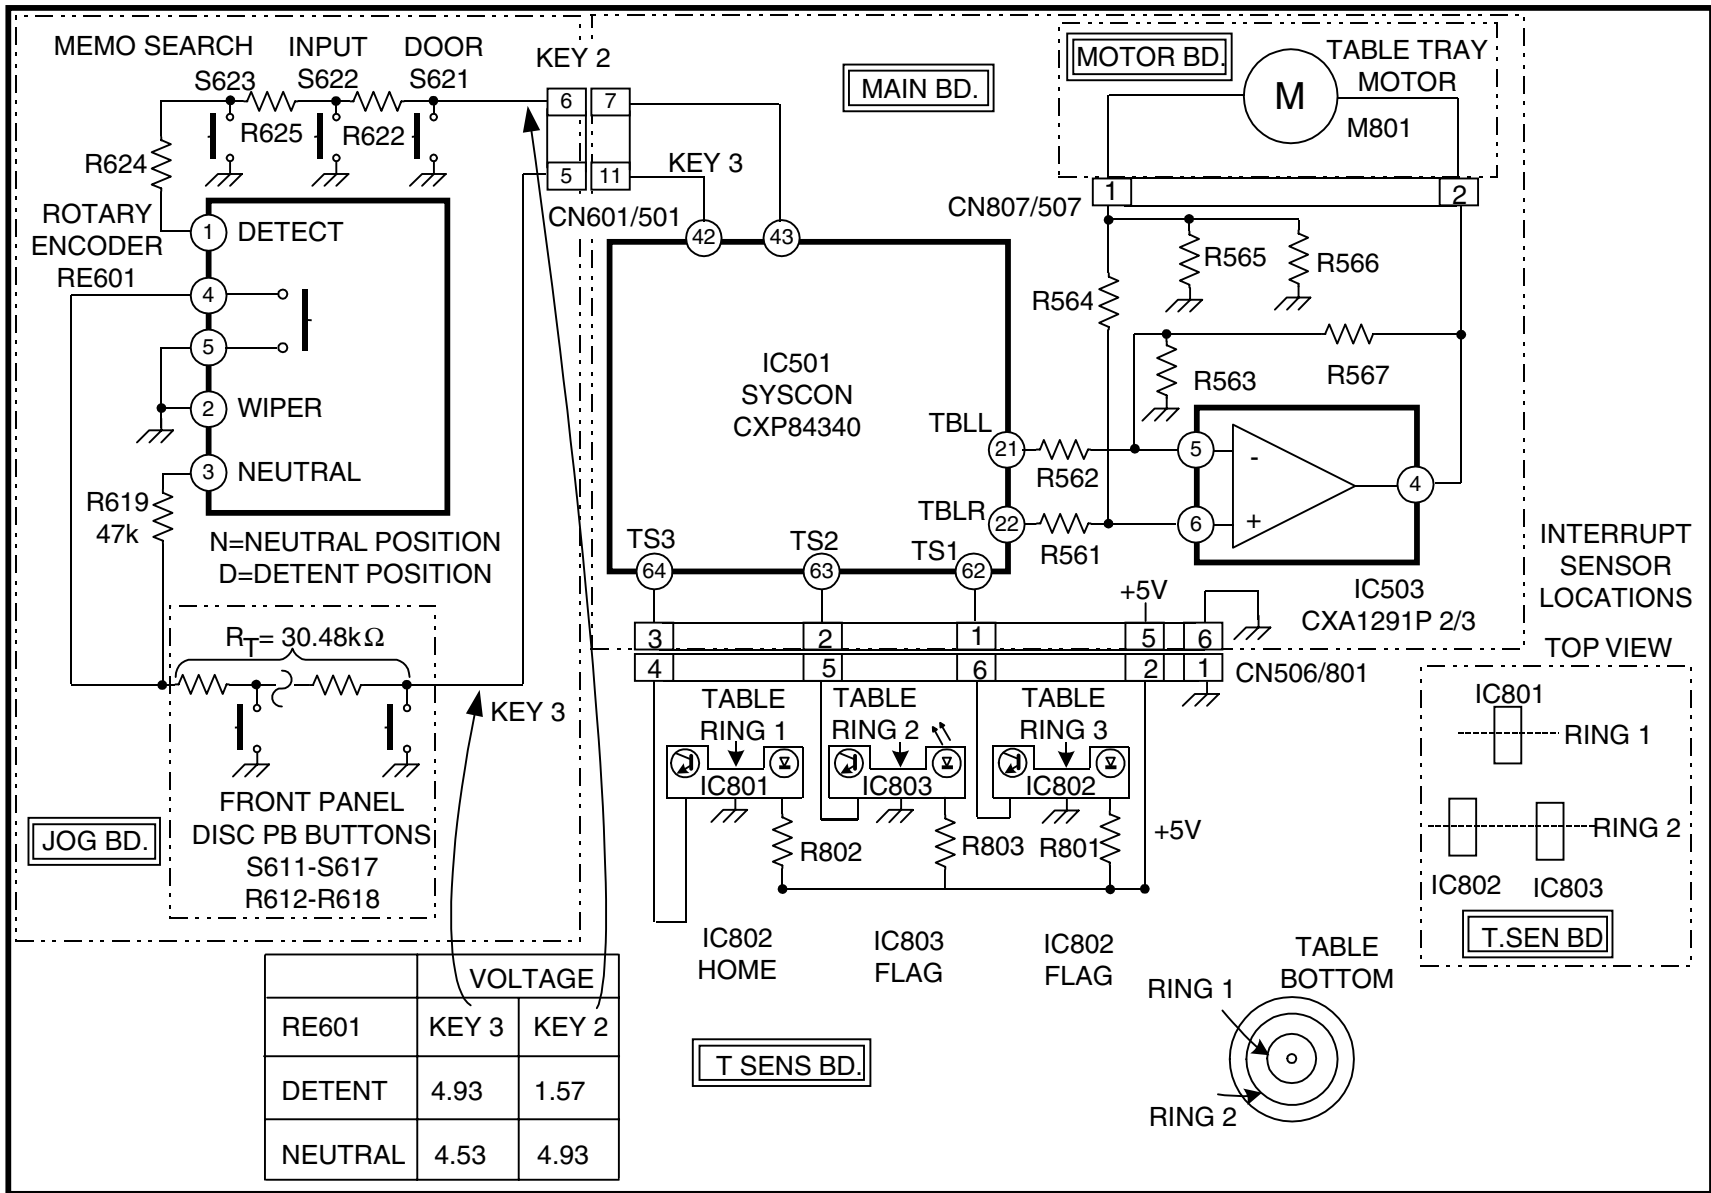 MEMO SEARCH
S623
INPUT
S622
DOOR
S621
KEY 2
R625
R622
R624
6
7
5
11
KEY 3
CN601/501
ROTARY
ENCODER
RE601
1
DETECT
4
5
2
WIPER
3
NEUTRAL
R619
47k
N=NEUTRAL POSITION
D=DETENT POSITION
RT= 30.48kΩ
KEY 3
FRONT PANEL
DISC PB BUTTONS
S611-S617
R612-R618
JOG BD.
MAIN BD.
MOTOR BD.
TABLE TRAY
MOTOR
M
M801
1
2
CN807/507
R565
R566
R564
R563
R567
42
43
IC501
SYSCON
CXP84340
TBLL
21
R562
TBLR
22
R561
5
-
6
+
4
IC503
CXA1291P 2/3
TS3
64
TS2
63
TS1
62
+5V
3
2
1
5
6
4
5
6
2
1
CN506/801
TABLE
RING 1
TABLE
RING 2
TABLE
RING 3
IC801
IC803
IC802
R802
R803
R801
+5V
IC802
HOME
IC803
FLAG
IC802
FLAG
T SENS BD.
INTERRUPT
SENSOR
LOCATIONS
TOP VIEW
IC801
RING 1
RING 2
IC802
IC803
T.SEN BD
TABLE
BOTTOM
RING 1
RING 2
VOLTAGE
RE601
KEY 3
KEY 2
DETENT
4.93
1.57
NEUTRAL
4.53
4.93